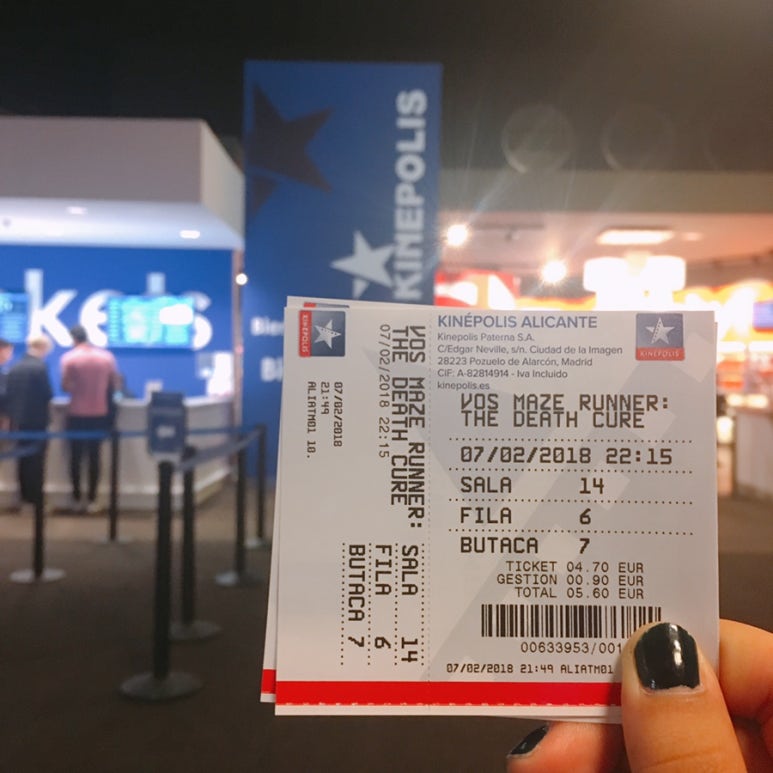 kets
KINEPOLIS
KINEPOLIS
VOS MAZE RUNNER:
THE DEATH CURE
07/02/2018 22:15
SALA 14
FILA 6
BUTACA 7
07/02/2018
21:49
ALIATM01 10.
KINÉPOLIS ALICANTE
Kinepolis Paterna S.A.
C/Edgar Neville, s/n. Ciudad de la Imagen
28223 Pozuelo de Alarcón, Madrid
CIF: A-82814914 - Iva Incluido
kinepolis.es
KINEPOLIS
VOS MAZE RUNNER:
THE DEATH CURE
07/02/2018 22:15
SALA 14
FILA 6
BUTACA 7
TICKET 04.70 EUR
GESTION 00.90 EUR
TOTAL 05.60 EUR
00633953/001
07/02/2018 21:49 ALIATM01